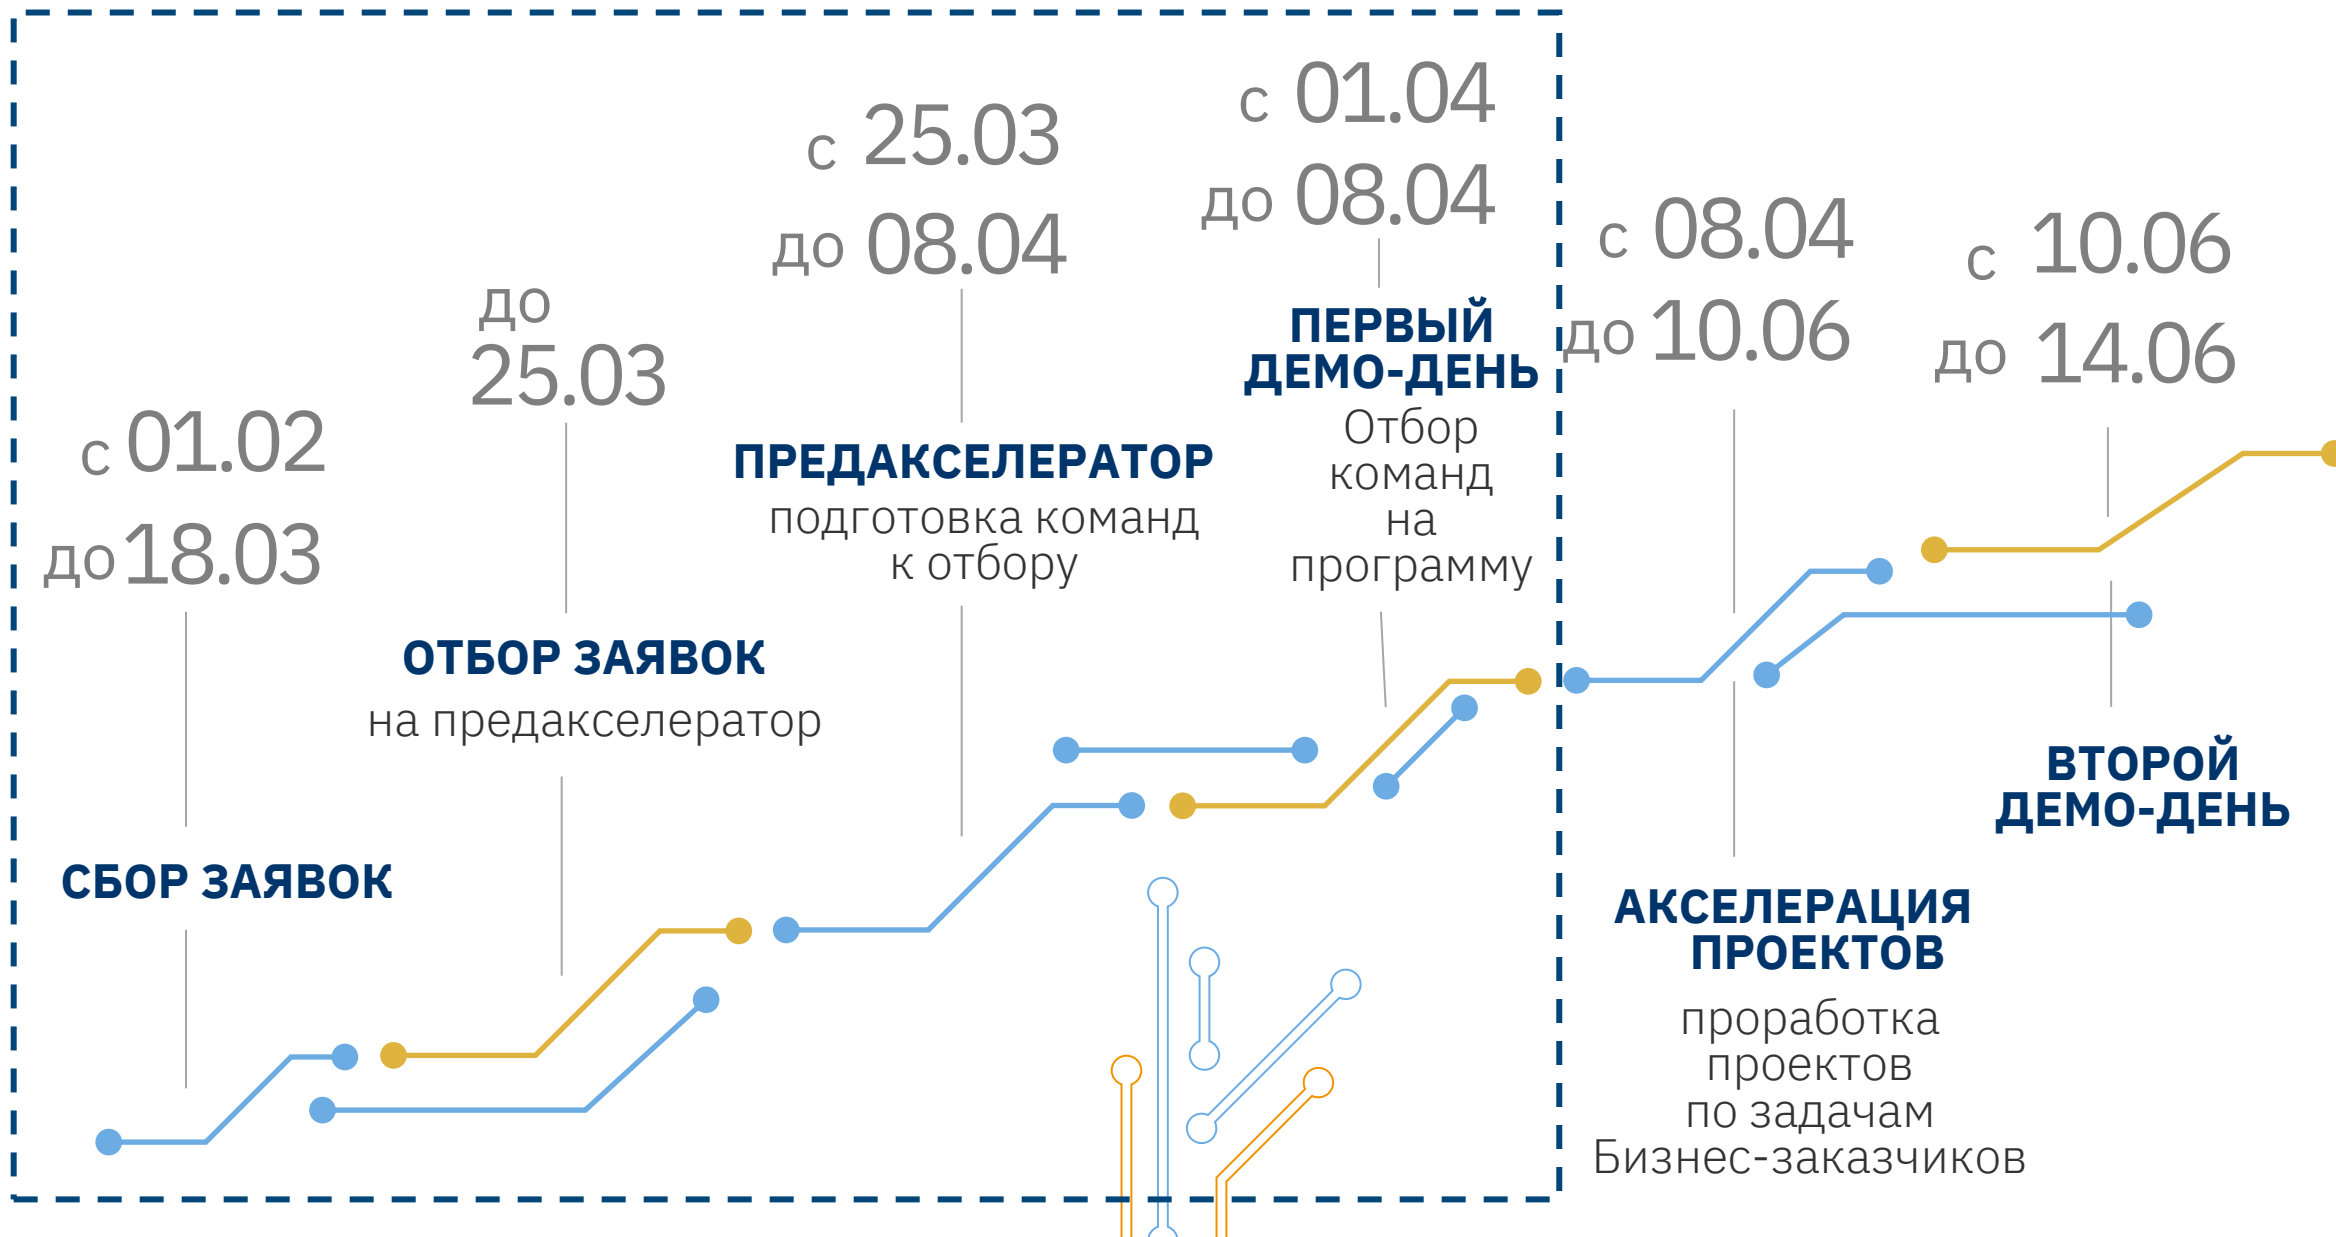 с 01.02
до 18.03
СБОР ЗАЯВОК
до
25.03
ОТБОР ЗАЯВОК
на предакселератор
с 25.03
до 08.04
ПРЕДАКСЕЛЕРАТОР
подготовка команд
к отбору
с 01.04
до 08.04
ПЕРВЫЙ
ДЕМО-ДЕНЬ
Отбор
команд
на
программу
с 08.04
до 10.06
АКСЕЛЕРАЦИЯ
ПРОЕКТОВ
проработка
проектов
по задачам
Бизнес-заказчиков
с 10.06
до 14.06
ВТОРОЙ
ДЕМО-ДЕНЬ